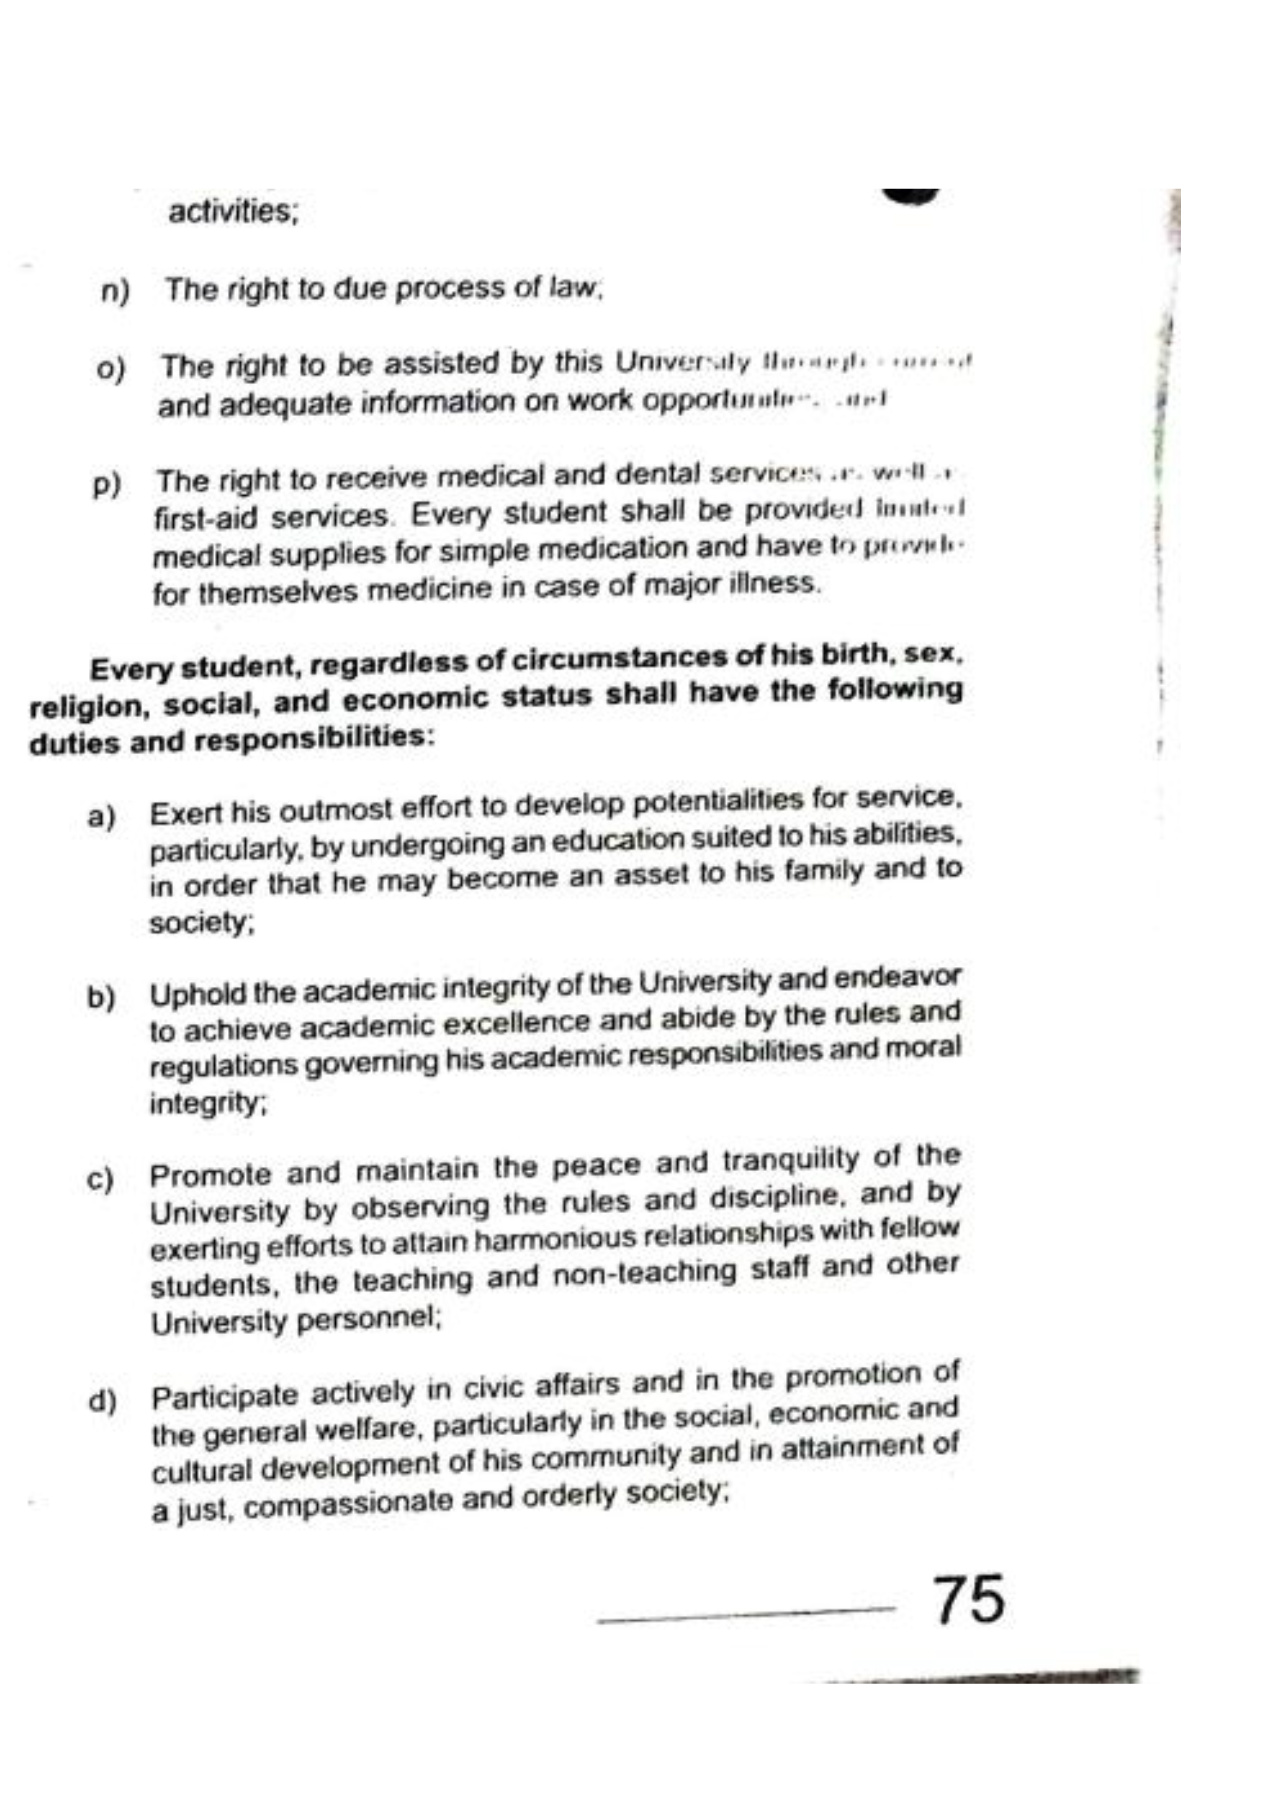 activities;
n) The right to due process of law;
o) The right to be assisted by this University through
and adequate information on work opportunities, and
p) The right to receive medical and dental services as well as
first-aid services. Every student shall be provided limited
medical supplies for simple medication and have to provide
for themselves medicine in case of major illness.
Every student, regardless of circumstances of his birth, sex,
religion, social, and economic status shall have the following
duties and responsibilities:
a) Exert his outmost effort to develop potentialities for service,
particularly, by undergoing an education suited to his abilities,
in order that he may become an asset to his family and to
society;
b) Uphold the academic integrity of the University and endeavor
to achieve academic excellence and abide by the rules and
regulations governing his academic responsibilities and moral
integrity;
c) Promote and maintain the peace and tranquility of the
University by observing the rules and discipline, and by
exerting efforts to attain harmonious relationships with fellow
students, the teaching and non-teaching staff and other
University personnel;
d) Participate actively in civic affairs and in the promotion of
the general welfare, particularly in the social, economic and
cultural development of his community and in attainment of
a just, compassionate and orderly society;
75